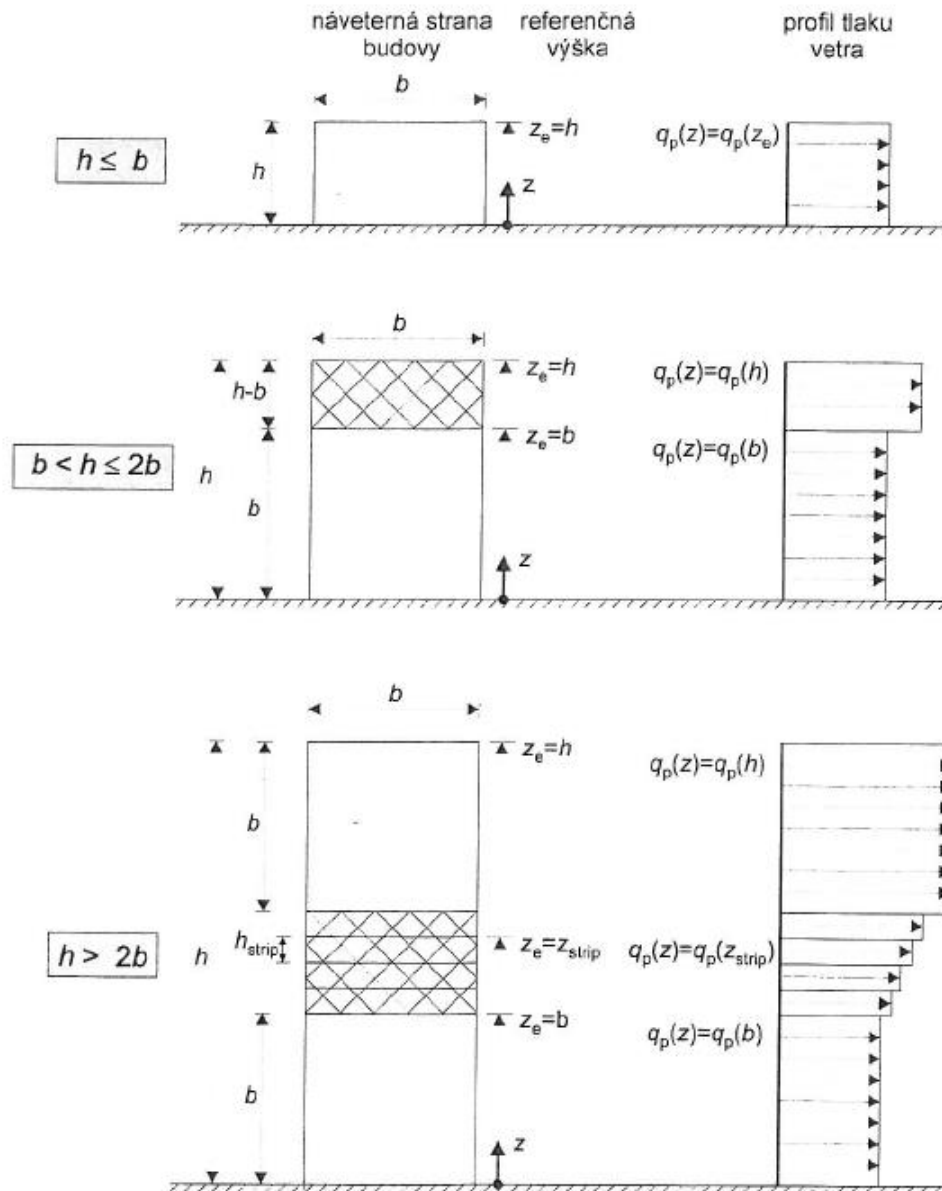 náveterná strana budovy
referenčná výška
profil tlaku vetra
b
h ≤ b
h
z_e=h
z
q_p(z)=q_p(z_e)
b
b < h ≤ 2b
h
h-b
b
z_e=h
z_e=b
z
q_p(z)=q_p(h)
q_p(z)=q_p(b)
b
h > 2b
h
b
h_strip
b
z_e=h
z_e=z_strip
z_e=b
z
q_p(z)=q_p(h)
q_p(z)=q_p(z_strip)
q_p(z)=q_p(b)